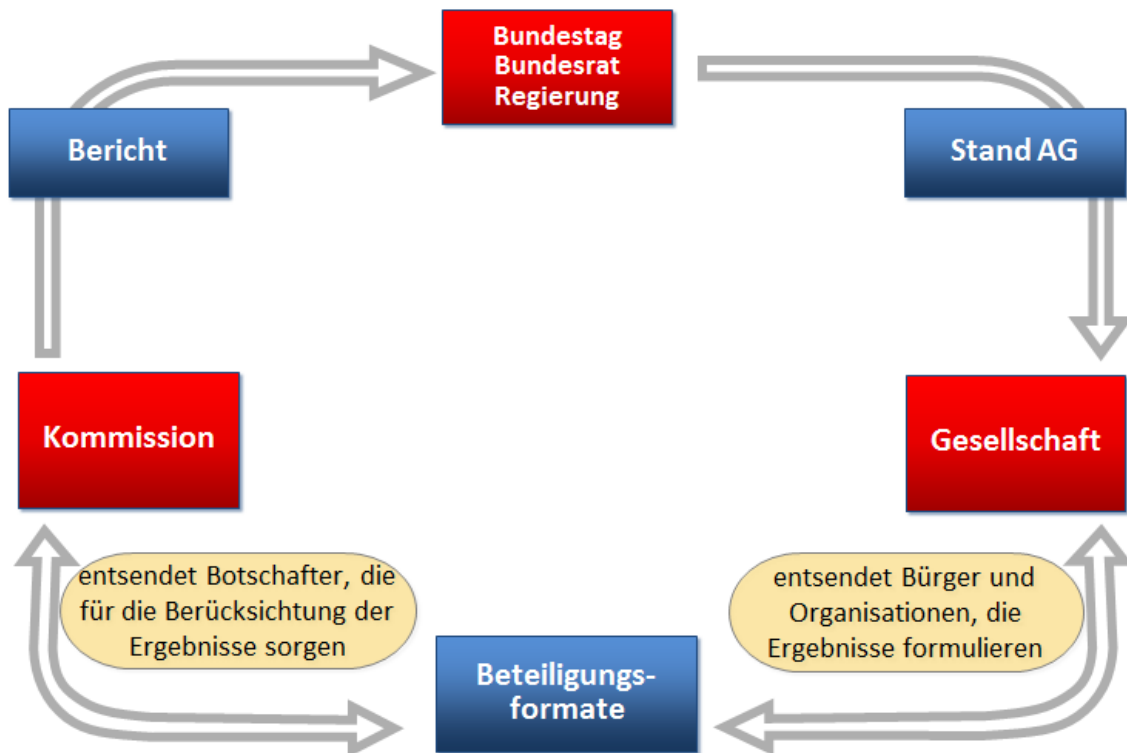 Bundestag
Bundesrat
Regierung
Bericht
Stand AG
Kommission
Gesellschaft
entsendet Botschafter, die
für die Berücksichtung der
Ergebnisse sorgen
entsendet Bürger und
Organisationen, die
Ergebnisse formulieren
Beteiligungs-
formate